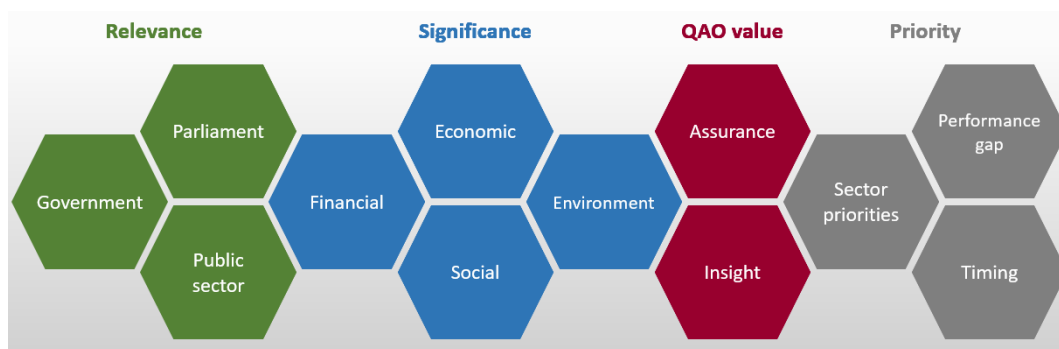 Relevance
Significance
QAO value
Priority
Government
Parliament
Public
sector
Financial
Economic
Social
Environment
Assurance
Insight
Sector
priorities
Performance
gap
Timing